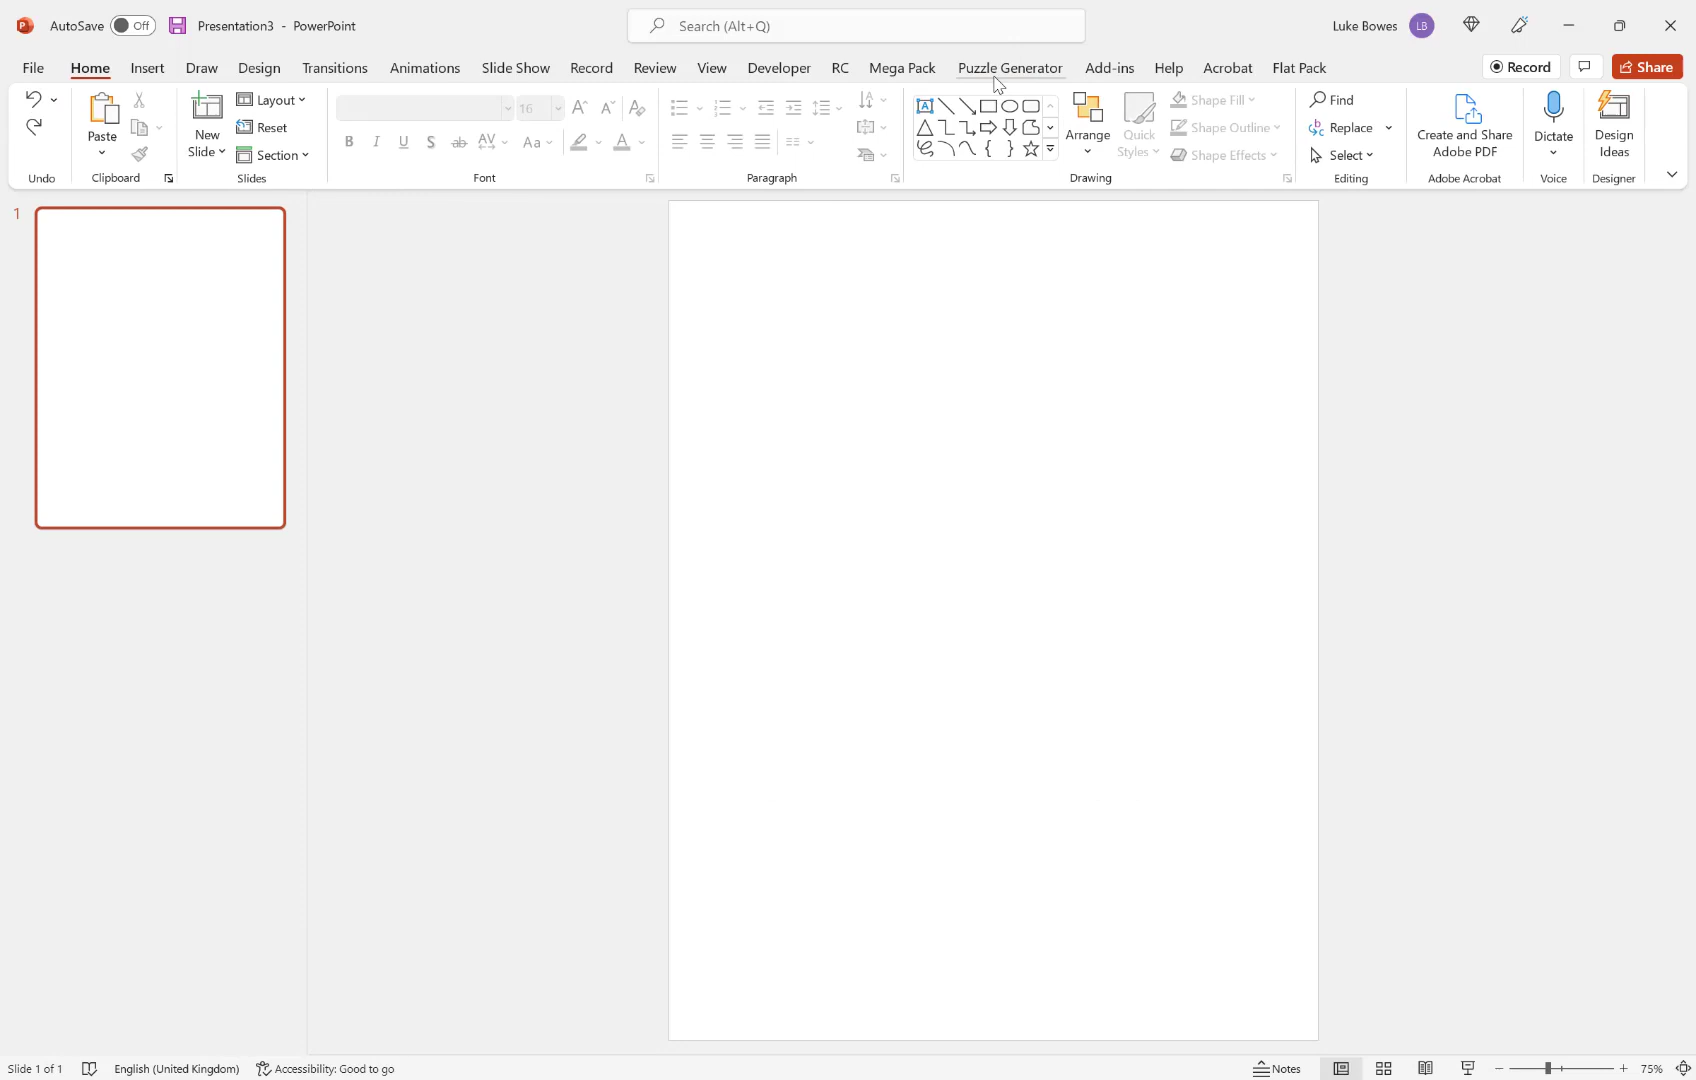 AutoSave Off Presentation3 - PowerPoint Search (Alt+Q) Luke Bowes LB
File Home Insert Draw Design Transitions Animations Slide Show Record Review View Developer RC Mega Pack Puzzle Generator Add-ins Help Acrobat Flat Pack Record Share
Undo
Paste
Clipboard
New
Slide
Layout
Reset
Section
Slides
16
B I U S ab AV Aa A
Font
Paragraph
Arrange
Quick
Styles
Shape Fill
Shape Outline
Shape Effects
Drawing
Find
Replace
Select
Editing
Create and Share
Adobe PDF
Adobe Acrobat
Dictate
Voice
Design
Ideas
Designer
1
Slide 1 of 1 English (United Kingdom) Accessibility: Good to go Notes 75%